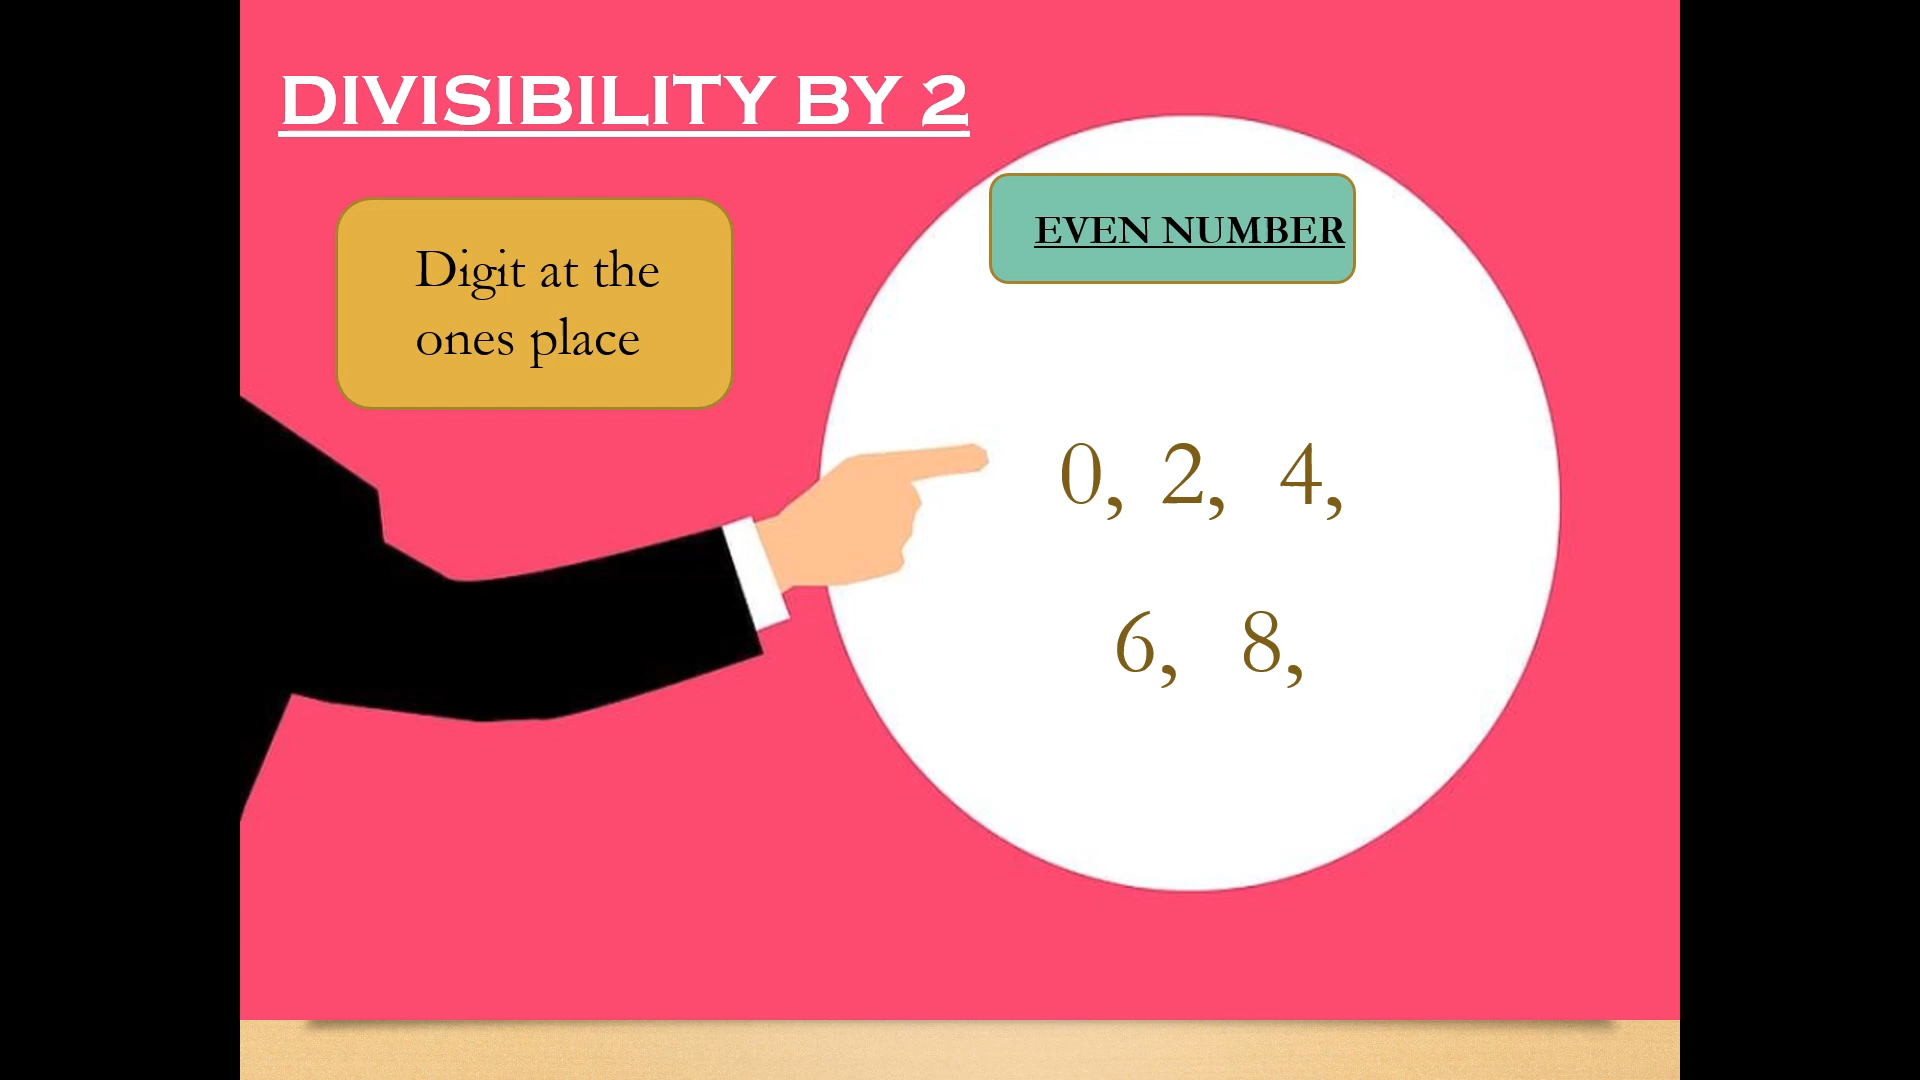 DIVISIBILITY BY 2
Digit at the
ones place
EVEN NUMBER
0, 2, 4,
6, 8,